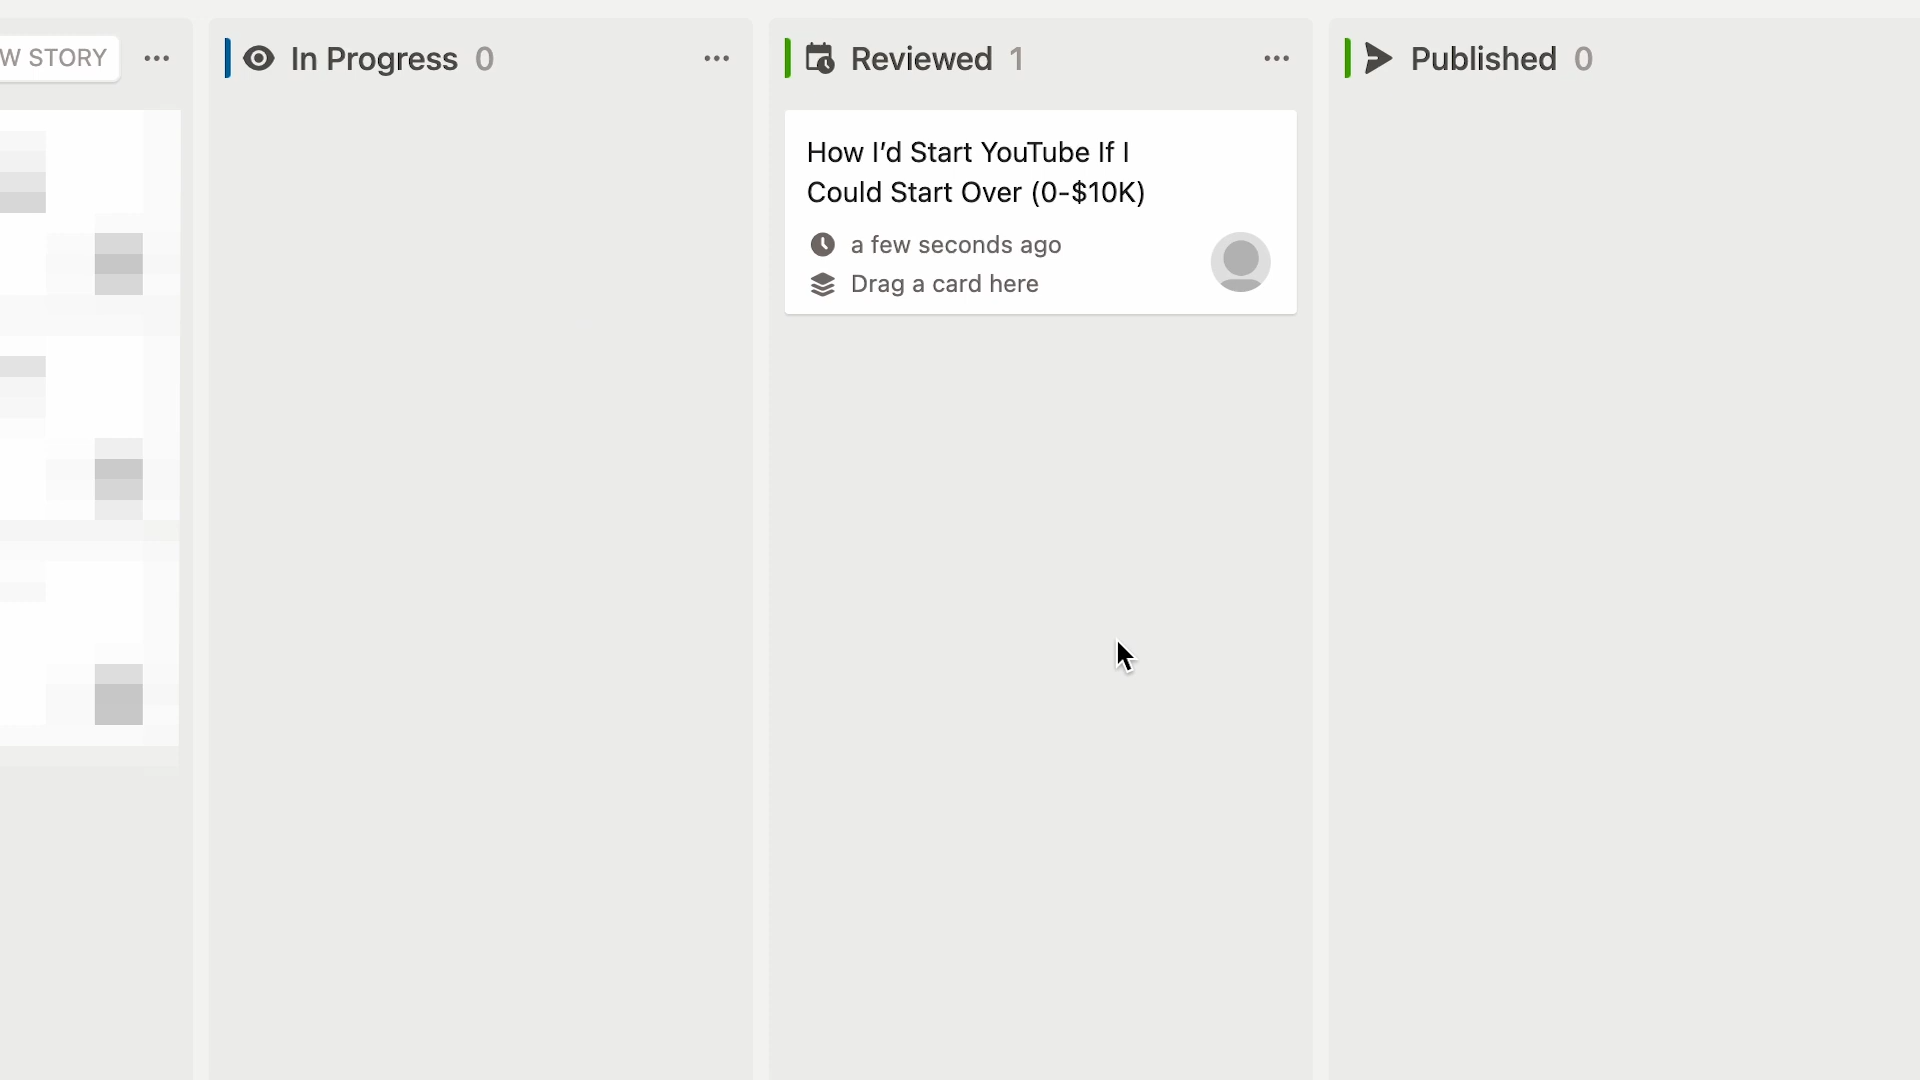 W STORY
In Progress 0
Reviewed 1
Published 0
How I’d Start YouTube If I
Could Start Over (0-$10K)
a few seconds ago
Drag a card here